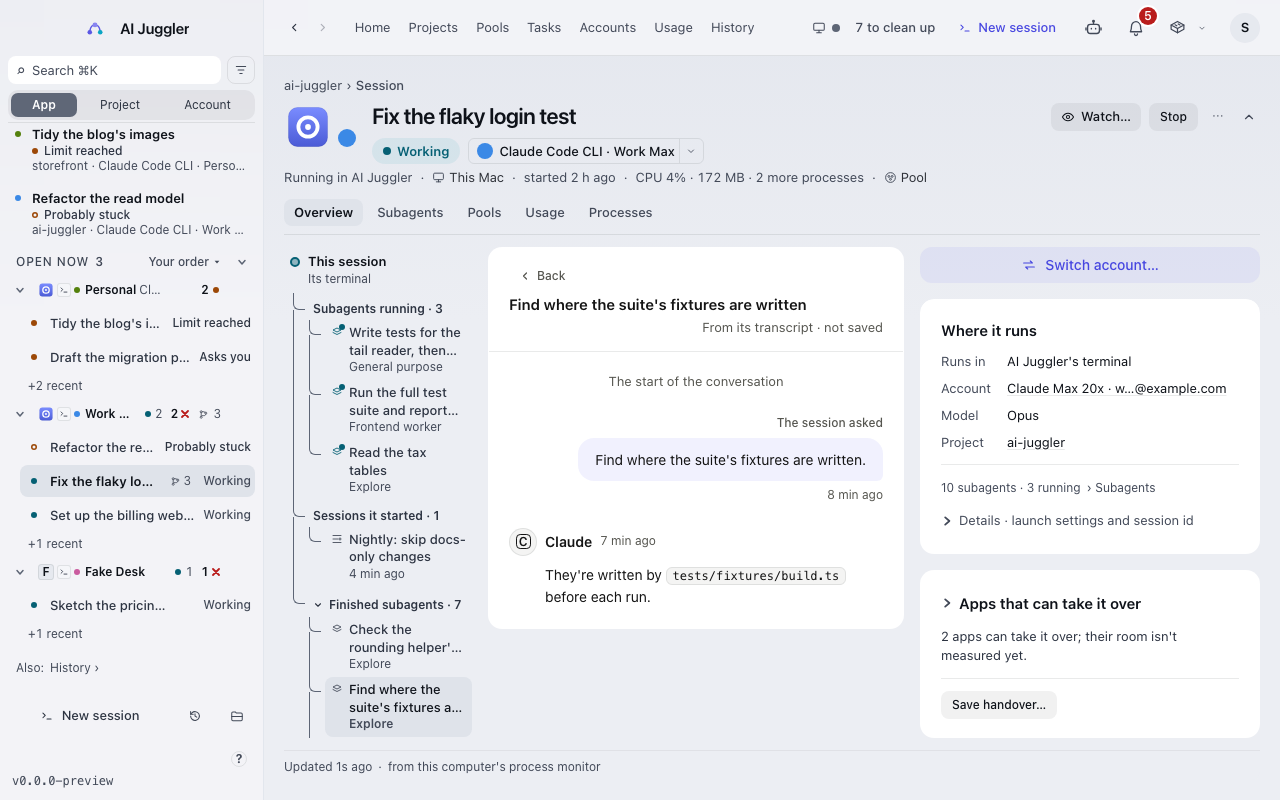 AI Juggler
Search ⌘K
App
Project
Account
Tidy the blog's images
Limit reached
storefront · Claude Code CLI · Perso...
Refactor the read model
Probably stuck
ai-juggler · Claude Code CLI · Work ...
OPEN NOW 3
Your order
Personal Cl...
2
Tidy the blog's i...
Limit reached
Draft the migration p...
Asks you
+2 recent
Work ...
2
2
3
Refactor the re...
Probably stuck
Fix the flaky lo...
3
Working
Set up the billing web...
Working
+1 recent
F
Fake Desk
1
1
Sketch the pricin...
Working
+1 recent
Also: History ›
New session
?
v0.0.0-preview
Home
Projects
Pools
Tasks
Accounts
Usage
History
7 to clean up
New session
5
S
ai-juggler › Session
Fix the flaky login test
Working
Claude Code CLI · Work Max
Watch...
Stop
Running in AI Juggler · This Mac · started 2 h ago · CPU 4% · 172 MB · 2 more processes · Pool
Overview
Subagents
Pools
Usage
Processes
This session
Its terminal
Subagents running · 3
Write tests for the
tail reader, then...
General purpose
Run the full test
suite and report...
Frontend worker
Read the tax
tables
Explore
Sessions it started · 1
Nightly: skip docs-
only changes
4 min ago
Finished subagents · 7
Check the
rounding helper'...
Explore
Find where the
suite's fixtures a...
Explore
Back
Find where the suite's fixtures are written
From its transcript · not saved
The start of the conversation
The session asked
Find where the suite's fixtures are written.
8 min ago
C
Claude 7 min ago
They're written by tests/fixtures/build.ts
before each run.
Switch account...
Where it runs
Runs in AI Juggler's terminal
Account Claude Max 20x · w...@example.com
Model Opus
Project ai-juggler
10 subagents · 3 running › Subagents
Details · launch settings and session id
Apps that can take it over
2 apps can take it over; their room isn't
measured yet.
Save handover...
Updated 1s ago · from this computer's process monitor